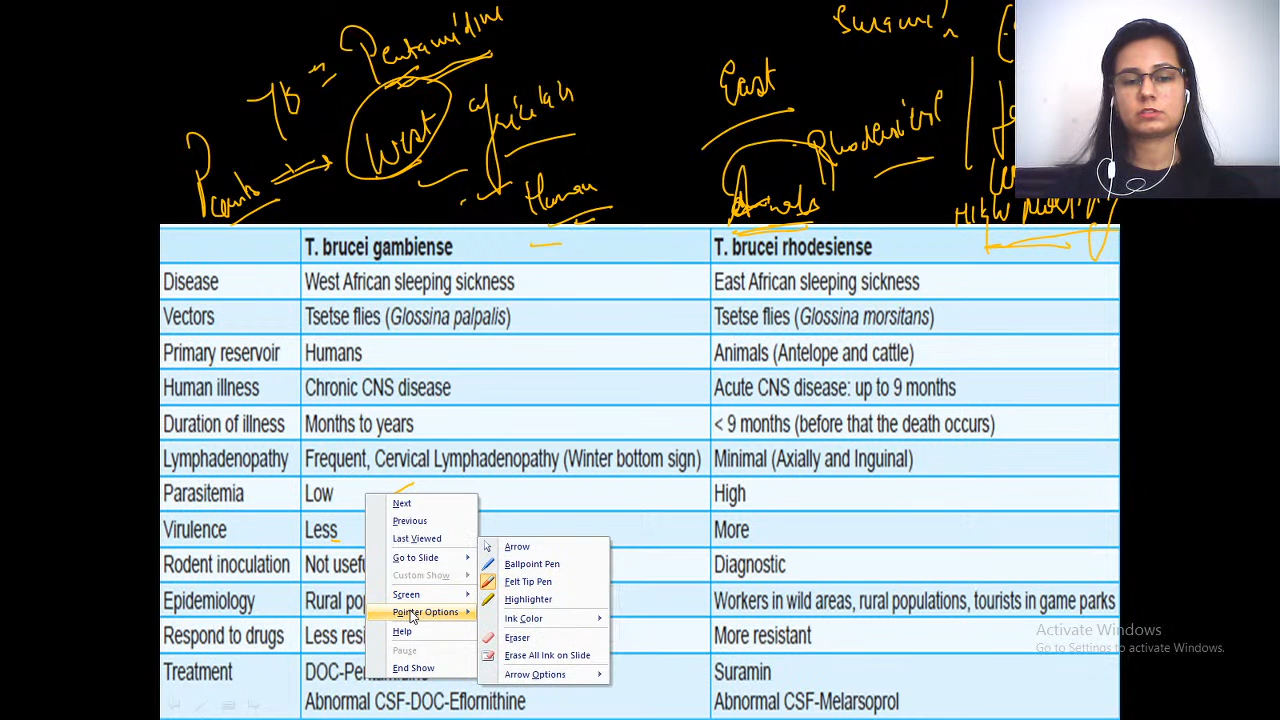 Pentamidine
West
African
Human
East
Rhodesiense
Animals
	T. brucei gambiense	T. brucei rhodesiense
Disease	West African sleeping sickness	East African sleeping sickness
Vectors	Tsetse flies (Glossina palpalis)	Tsetse flies (Glossina morsitans)
Primary reservoir	Humans	Animals (Antelope and cattle)
Human illness	Chronic CNS disease	Acute CNS disease: up to 9 months
Duration of illness	Months to years	< 9 months (before that the death occurs)
Lymphadenopathy	Frequent, Cervical Lymphadenopathy (Winter bottom sign)	Minimal (Axially and Inguinal)
Parasitemia	Low	High
Virulence	Less	More
Rodent inoculation	Not	Diagnostic
Epidemiology	Rural	Workers in wild areas, rural populations, tourists in game parks
Respond to drugs	Less	More resistant
Treatment	Suramin
Abnormal CSF-DOC-Eflornithine	Abnormal CSF-Melarsoprol
Next
Previous
Last Viewed
Go to Slide
Custom Show
Screen
Pointer Options
Help
Pause
End Show
Arrow
Ballpoint Pen
Felt Tip Pen
Highlighter
Ink Color
Eraser
Erase All Ink on Slide
Arrow Options
Activate Windows
Go to Settings to activate Windows.